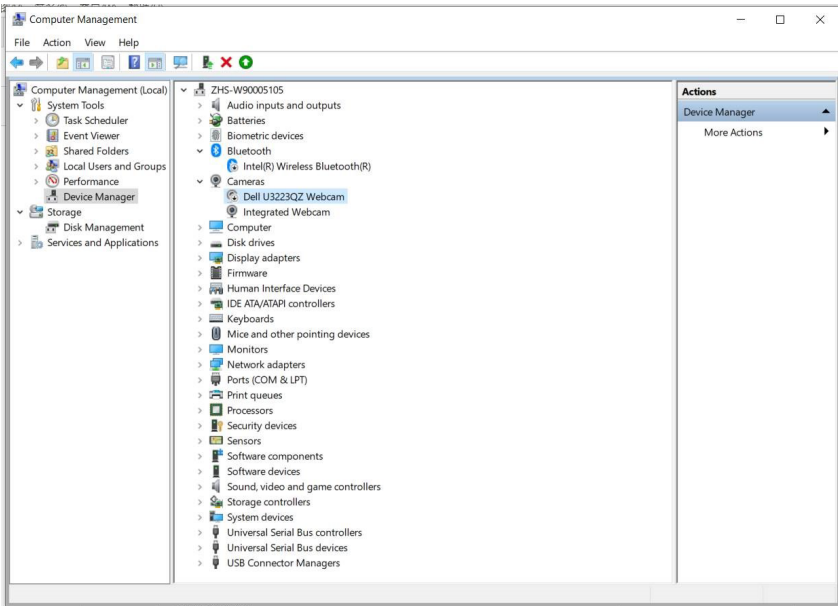 Computer Management
File Action View Help
Computer Management (Local)
System Tools
Task Scheduler
Event Viewer
Shared Folders
Local Users and Groups
Performance
Device Manager
Storage
Disk Management
Services and Applications
ZHS-W90005105
Audio inputs and outputs
Batteries
Biometric devices
Bluetooth
Intel(R) Wireless Bluetooth(R)
Cameras
Dell U3223QZ Webcam
Integrated Webcam
Computer
Disk drives
Display adapters
Firmware
Human Interface Devices
IDE ATA/ATAPI controllers
Keyboards
Mice and other pointing devices
Monitors
Network adapters
Ports (COM & LPT)
Print queues
Processors
Security devices
Sensors
Software components
Software devices
Sound, video and game controllers
Storage controllers
System devices
Universal Serial Bus controllers
Universal Serial Bus devices
USB Connector Managers
Actions
Device Manager
More Actions